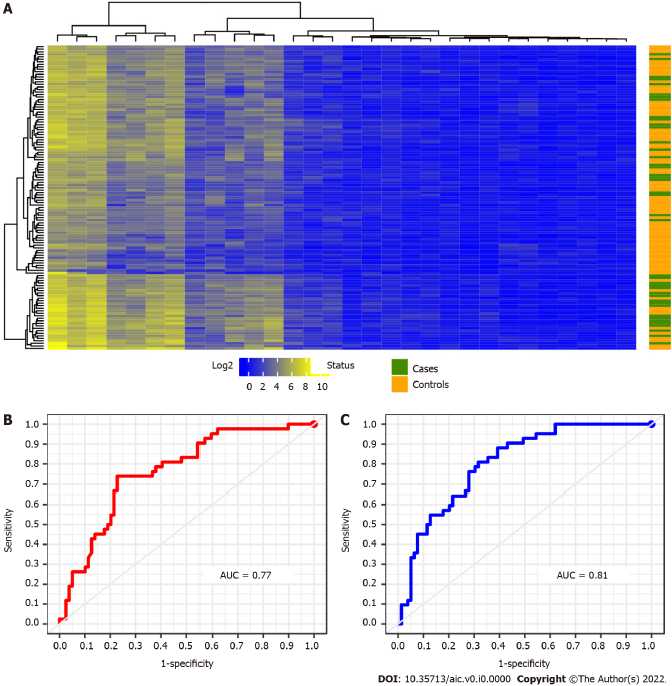 A
Log2
0 2 4 6 8 10
Status
Cases
Controls
B
1.0
0.9
0.8
0.7
0.6
0.5
0.4
0.3
0.2
0.1
0.0
Sensitivity
AUC = 0.77
0.0 0.1 0.2 0.3 0.4 0.5 0.6 0.7 0.8 0.9 1.0
1-specificity
C
1.0
0.9
0.8
0.7
0.6
0.5
0.4
0.3
0.2
0.1
0.0
Sensitivity
AUC = 0.81
0.0 0.1 0.2 0.3 0.4 0.5 0.6 0.7 0.8 0.9 1.0
1-specificity
DOI: 10.35713/aic.v0.i0.0000 Copyright ©The Author(s) 2022.